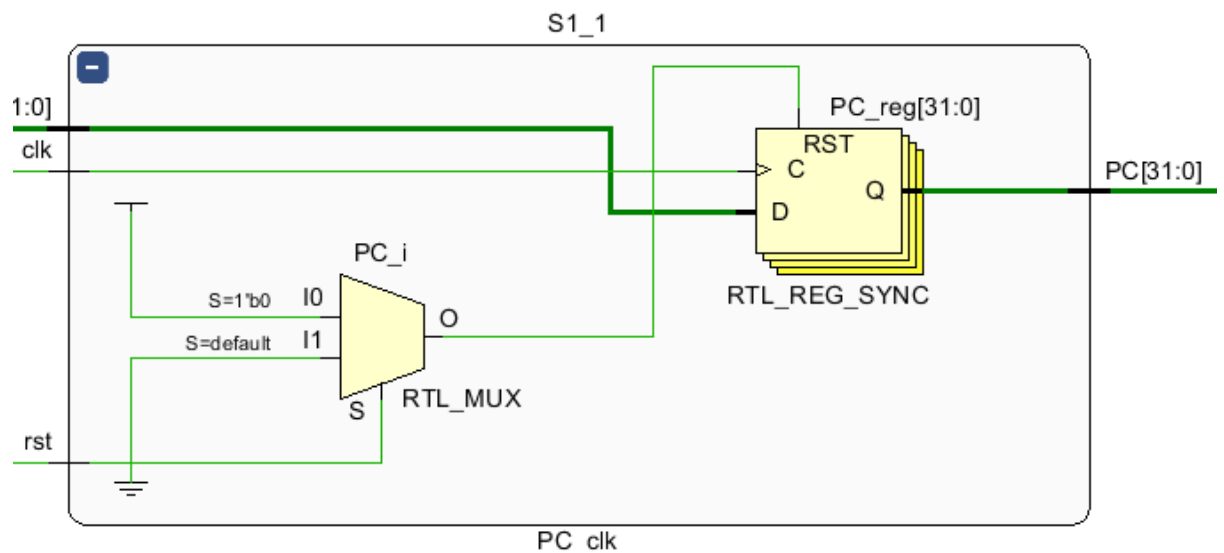 S1_1
1:0]
clk
PC_reg[31:0]
RST
C
Q
D
PC[31:0]
RTL_REG_SYNC
PC_i
S=1'b0
I0
S=default
I1
O
S
RTL_MUX
rst
PC_clk